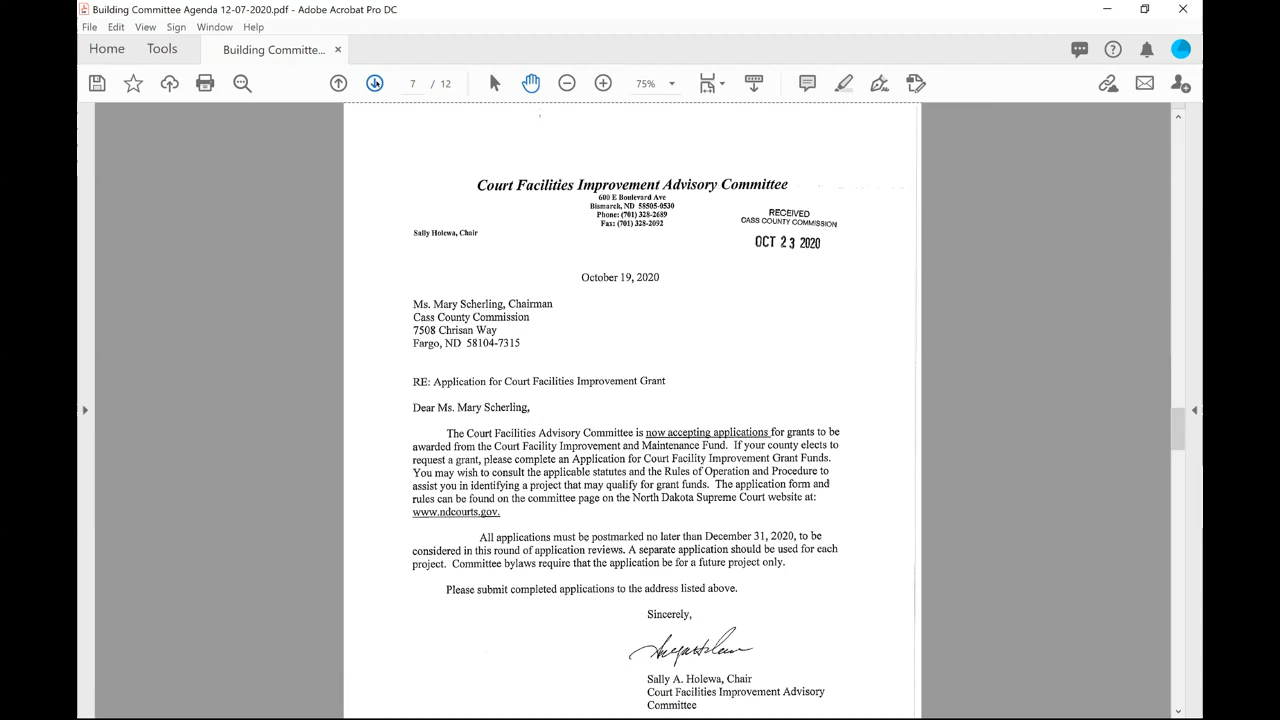 Building Committee Agenda 12-07-2020.pdf - Adobe Acrobat Pro DC
File Edit View Sign Window Help
Home Tools Building Committe... ×
7 / 12 75%
Court Facilities Improvement Advisory Committee
600 E Boulevard Ave
Bismarck, ND 58505-0530
Phone: (701) 328-2689
Fax: (701) 328-2092
RECEIVED
CASS COUNTY COMMISSION
OCT 23 2020
Sally Holewa, Chair
October 19, 2020
Ms. Mary Scherling, Chairman
Cass County Commission
7508 Chrisan Way
Fargo, ND 58104-7315
RE: Application for Court Facilities Improvement Grant
Dear Ms. Mary Scherling,
The Court Facilities Advisory Committee is now accepting applications for grants to be
awarded from the Court Facility Improvement and Maintenance Fund. If your county elects to
request a grant, please complete an Application for Court Facility Improvement Grant Funds.
You may wish to consult the applicable statutes and the Rules of Operation and Procedure to
assist you in identifying a project that may qualify for grant funds. The application form and
rules can be found on the committee page on the North Dakota Supreme Court website at:
www.ndcourts.gov.
All applications must be postmarked no later than December 31, 2020, to be
considered in this round of application reviews. A separate application should be used for each
project. Committee bylaws require that the application be for a future project only.
Please submit completed applications to the address listed above.
Sincerely,
Sally A. Holewa, Chair
Court Facilities Improvement Advisory
Committee